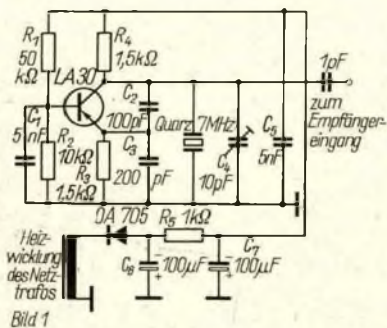 R₁
50
kΩ
R₄
1,5kΩ
LA30
C₁
5nF
R₂
10kΩ
R₃
1,5kΩ
C₂
100pF
C₃
200
pF
Quarz 7MHz
10pF
C₄
C₅
5nF
1pF
zum
Empfänger-
eingang
Heiz-
wicklung
des Netz-
trafos
OA 705
R₅ 1kΩ
C₆
-
+
100µF
C₇
-
+
100µF
Bild 1